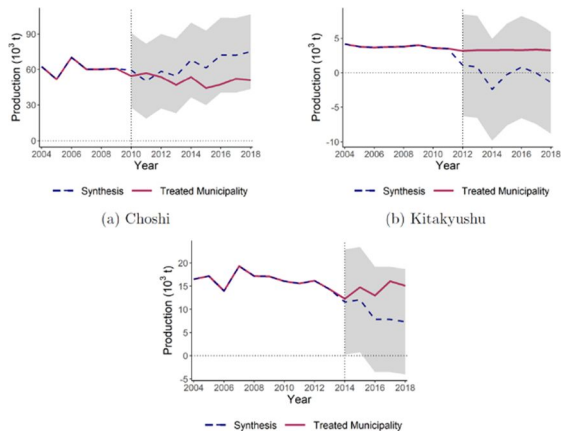 Production (10³ t)
90
60
30
0
2004 2006 2008 2010 2012 2014 2016 2018
Year
Synthesis Treated Municipality
(a) Choshi
Production (10³ t)
5
0
-5
-10
2004 2006 2008 2010 2012 2014 2016 2018
Year
Synthesis Treated Municipality
(b) Kitakyushu
Production (10³ t)
20
15
10
5
0
-5
2004 2006 2008 2010 2012 2014 2016 2018
Year
Synthesis Treated Municipality